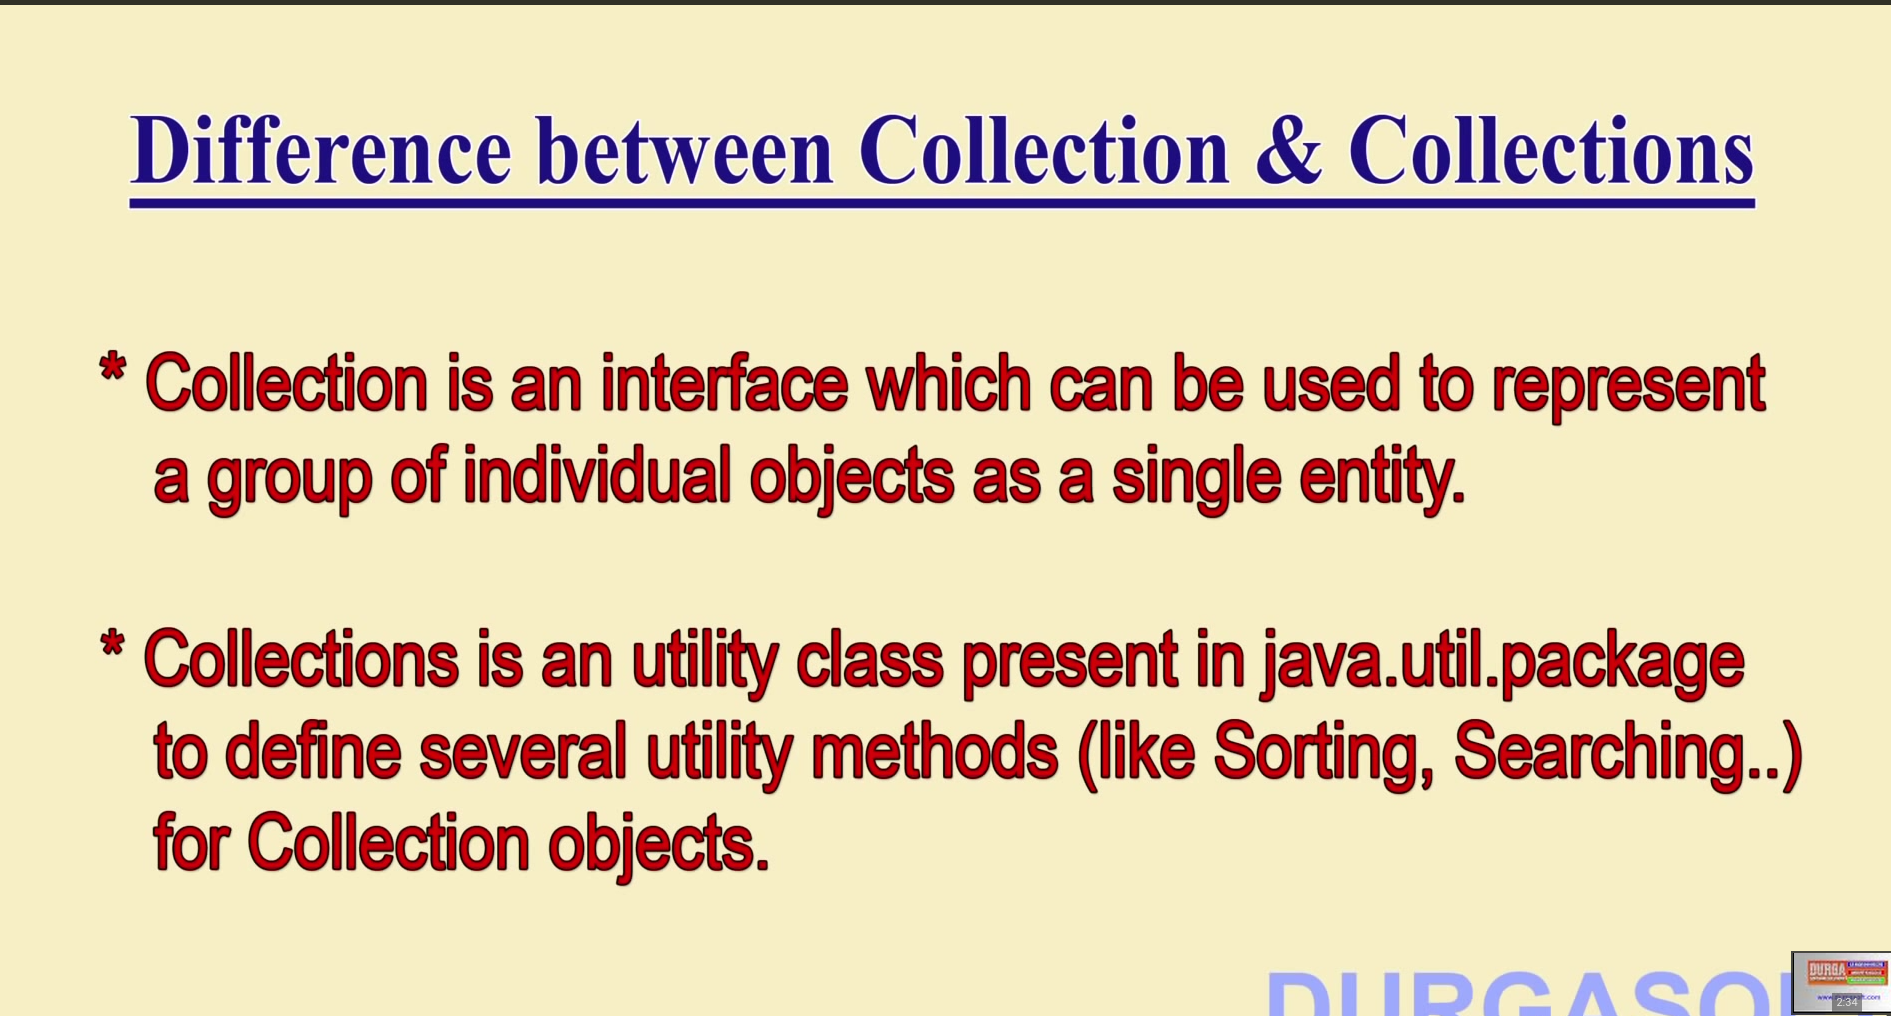 Difference between Collection & Collections
* Collection is an interface which can be used to represent
a group of individual objects as a single entity.
* Collections is an utility class present in java.util.package
to define several utility methods (like Sorting, Searching..)
for Collection objects.
DURGA
2:34